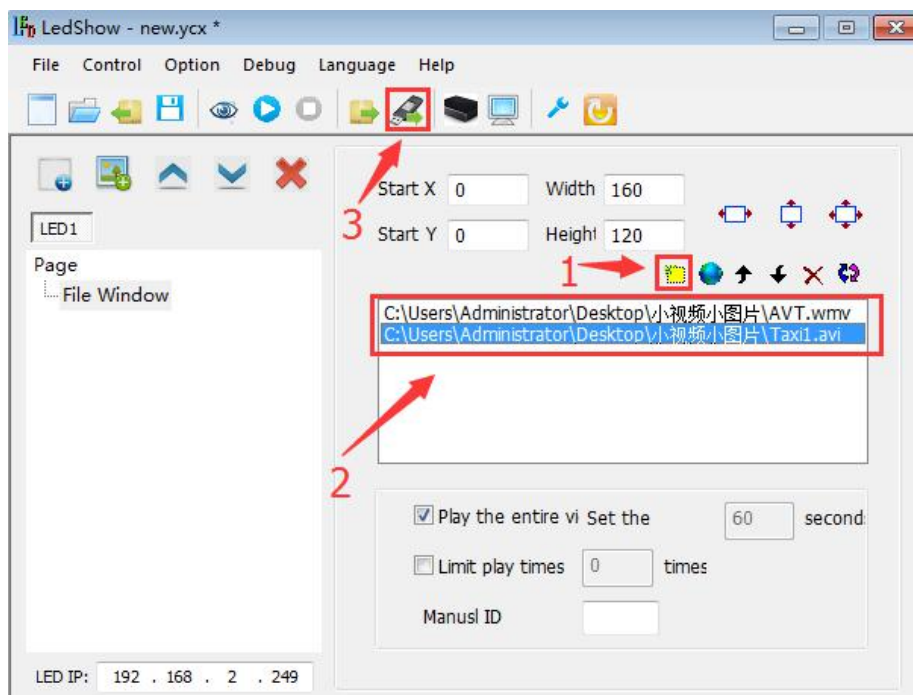 LedShow - new.ycx *
File Control Option Debug Language Help
3
Start X 0 Width 160
LED1
Start Y 0 Height 120
1
Page
File Window
C:\Users\Administrator\Desktop\小视频小图片\AVT.wmv
C:\Users\Administrator\Desktop\小视频小图片\Taxi1.avi
2
Play the entire vi Set the 60 second
Limit play times 0 times
Manusl ID
LED IP: 192 . 168 . 2 . 249